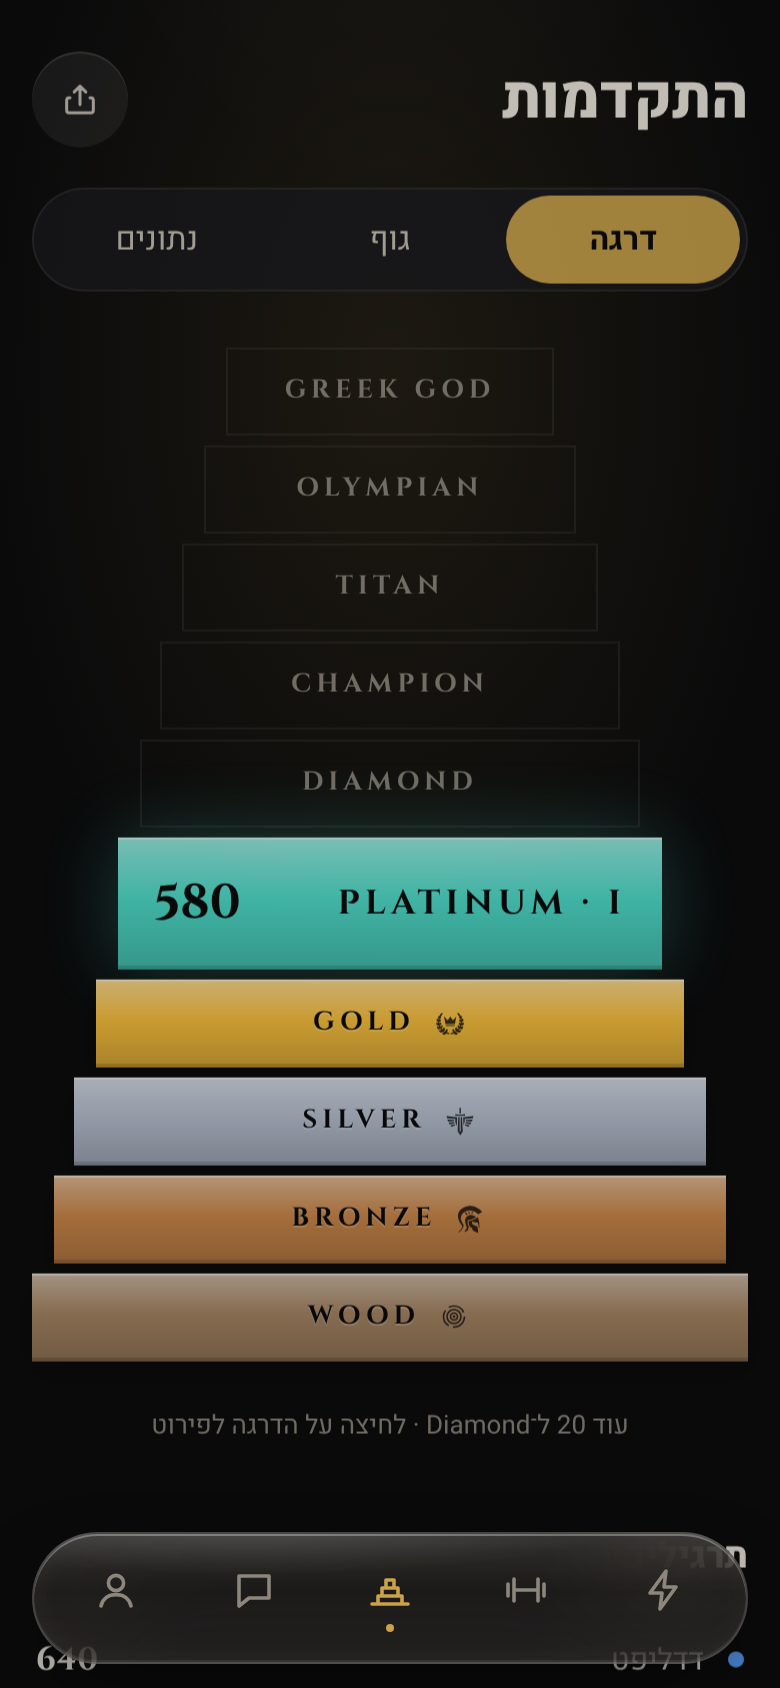 התקדמות
דרגה גוף נתונים
GREEK GOD
OLYMPIAN
TITAN
CHAMPION
DIAMOND
580 PLATINUM · I
GOLD
SILVER
BRONZE
WOOD
עוד 20 ל־Diamond · לחיצה על הדרגה לפירוט
דדליפט 640